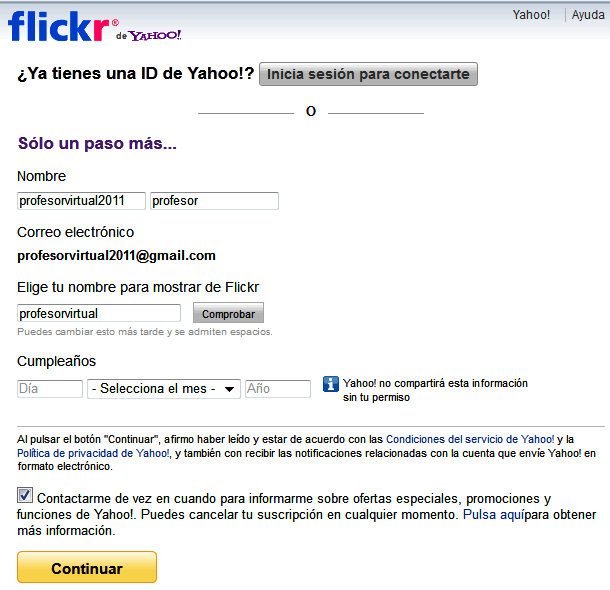 Yahoo! Ayuda
flickr® de YAHOO!
¿Ya tienes una ID de Yahoo!? Inicia sesión para conectarte
O
Sólo un paso más...
Nombre
profesorvirtual2011 profesor
Correo electrónico
profesorvirtual2011@gmail.com
Elige tu nombre para mostrar de Flickr
profesorvirtual Comprobar
Puedes cambiar esto más tarde y se admiten espacios.
Cumpleaños
Día - Selecciona el mes - Año
Yahoo! no compartirá esta información
sin tu permiso
Al pulsar el botón "Continuar", afirmo haber leído y estar de acuerdo con las Condiciones del servicio de Yahoo! y la
Política de privacidad de Yahoo!, y también con recibir las notificaciones relacionadas con la cuenta que envíe Yahoo! en
formato electrónico.
Contactarme de vez en cuando para informarme sobre ofertas especiales, promociones y
funciones de Yahoo!. Puedes cancelar tu suscripción en cualquier momento. Pulsa aquípara obtener
más información.
Continuar